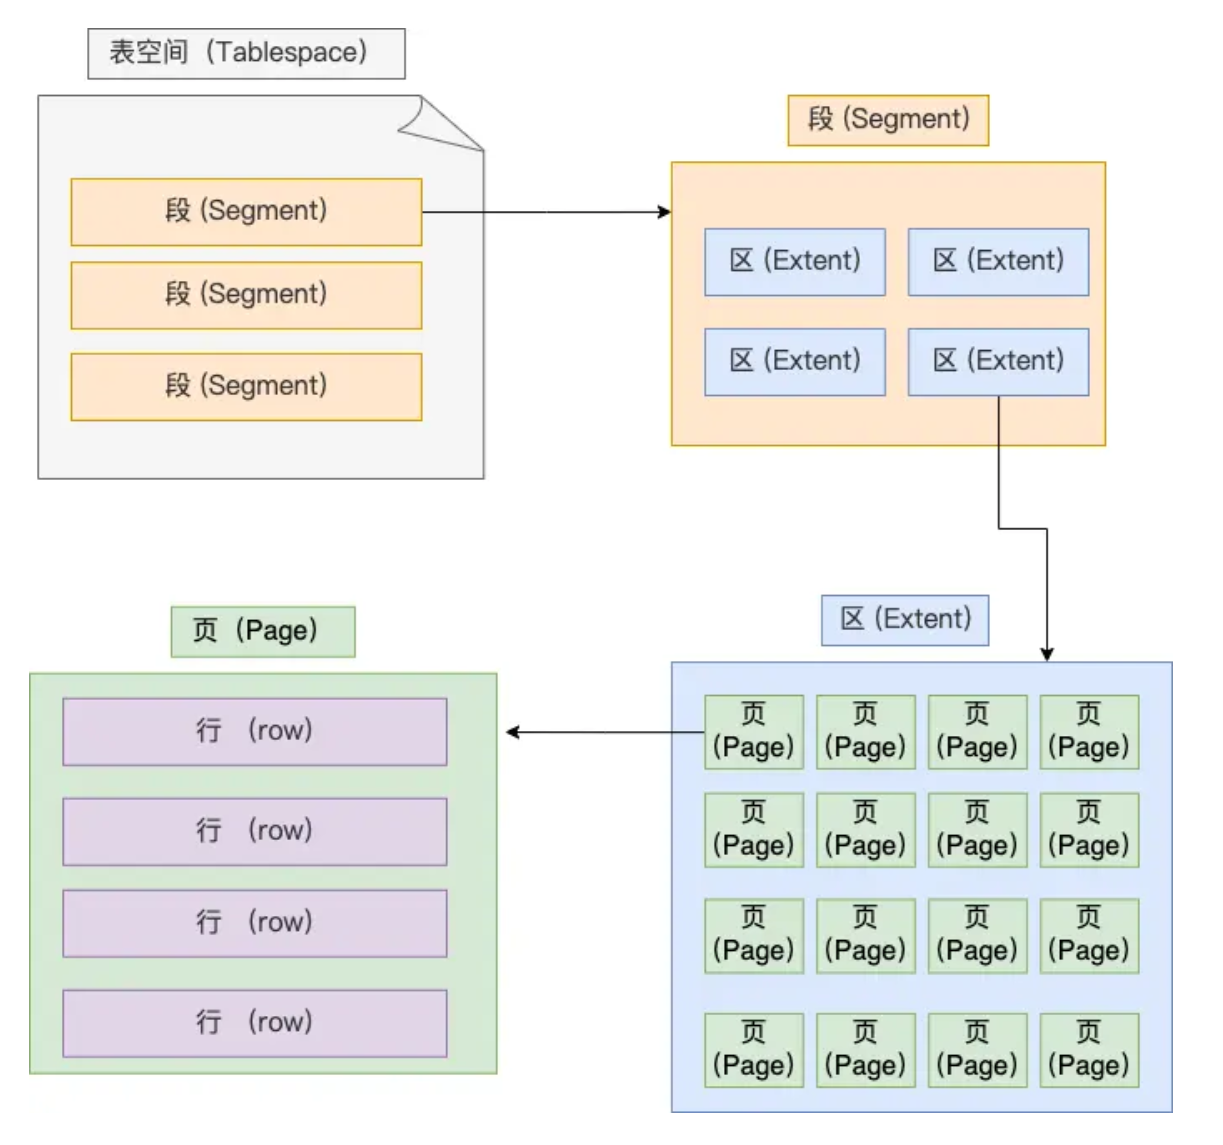 表空间（Tablespace）
段 (Segment)
段 (Segment)
段 (Segment)
段 (Segment)
区 (Extent)
区 (Extent)
区 (Extent)
区 (Extent)
区 (Extent)
页
(Page)
页
(Page)
页
(Page)
页
(Page)
页
(Page)
页
(Page)
页
(Page)
页
(Page)
页
(Page)
页
(Page)
页
(Page)
页
(Page)
页
(Page)
页
(Page)
页
(Page)
页
(Page)
页（Page）
行 （row）
行 （row）
行 （row）
行 （row）